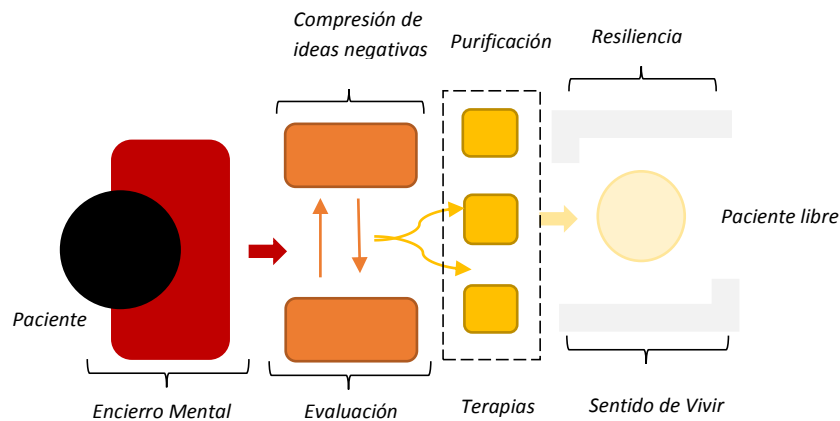 Compresión de
ideas negativas
Purificación
Resiliencia
Paciente
Paciente libre
Encierro Mental
Evaluación
Terapias
Sentido de Vivir